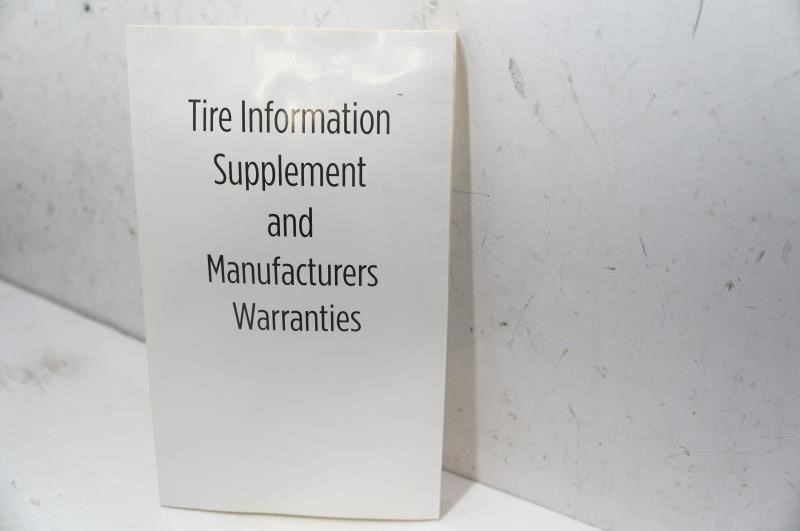 Tire Information
Supplement
and
Manufacturers
Warranties